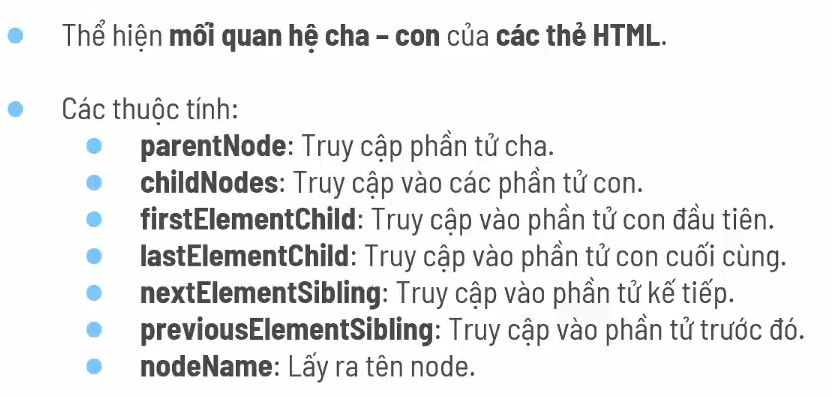 Thể hiện mối quan hệ cha – con của các thẻ HTML.
Các thuộc tính:
parentNode: Truy cập phần tử cha.
childNodes: Truy cập vào các phần tử con.
firstElementChild: Truy cập vào phần tử con đầu tiên.
lastElementChild: Truy cập vào phần tử con cuối cùng.
nextElementSibling: Truy cập vào phần tử kế tiếp.
previousElementSibling: Truy cập vào phần tử trước đó.
nodeName: Lấy ra tên node.